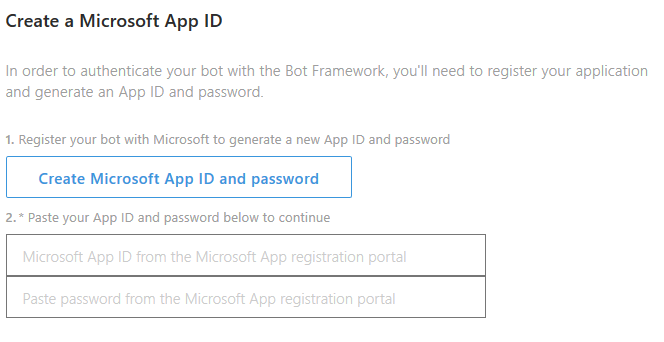 Create a Microsoft App ID
In order to authenticate your bot with the Bot Framework, you'll need to register your application
and generate an App ID and password.
1. Register your bot with Microsoft to generate a new App ID and password
Create Microsoft App ID and password
2. * Paste your App ID and password below to continue
Microsoft App ID from the Microsoft App registration portal
Paste password from the Microsoft App registration portal